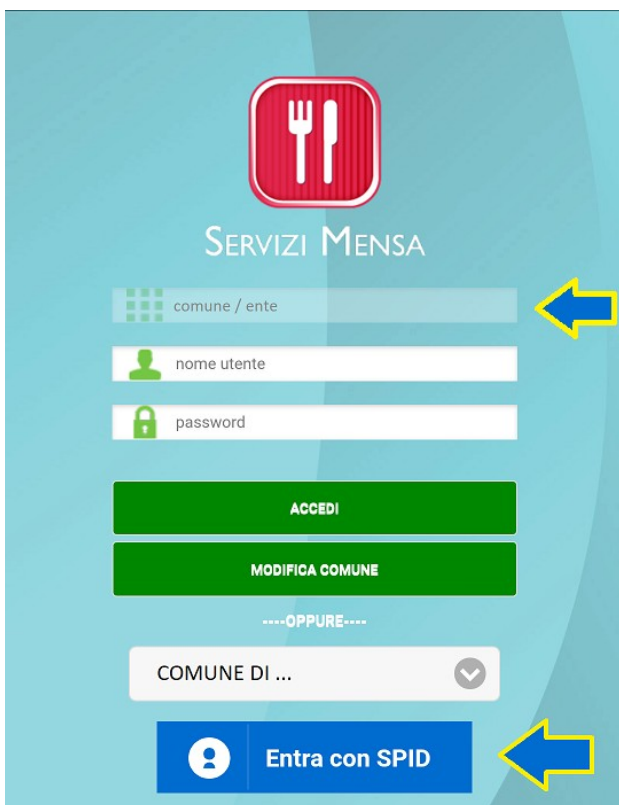 SERVIZI MENSA
comune / ente
nome utente
password
ACCEDI
MODIFICA COMUNE
----OPPURE----
COMUNE DI ...
Entra con SPID